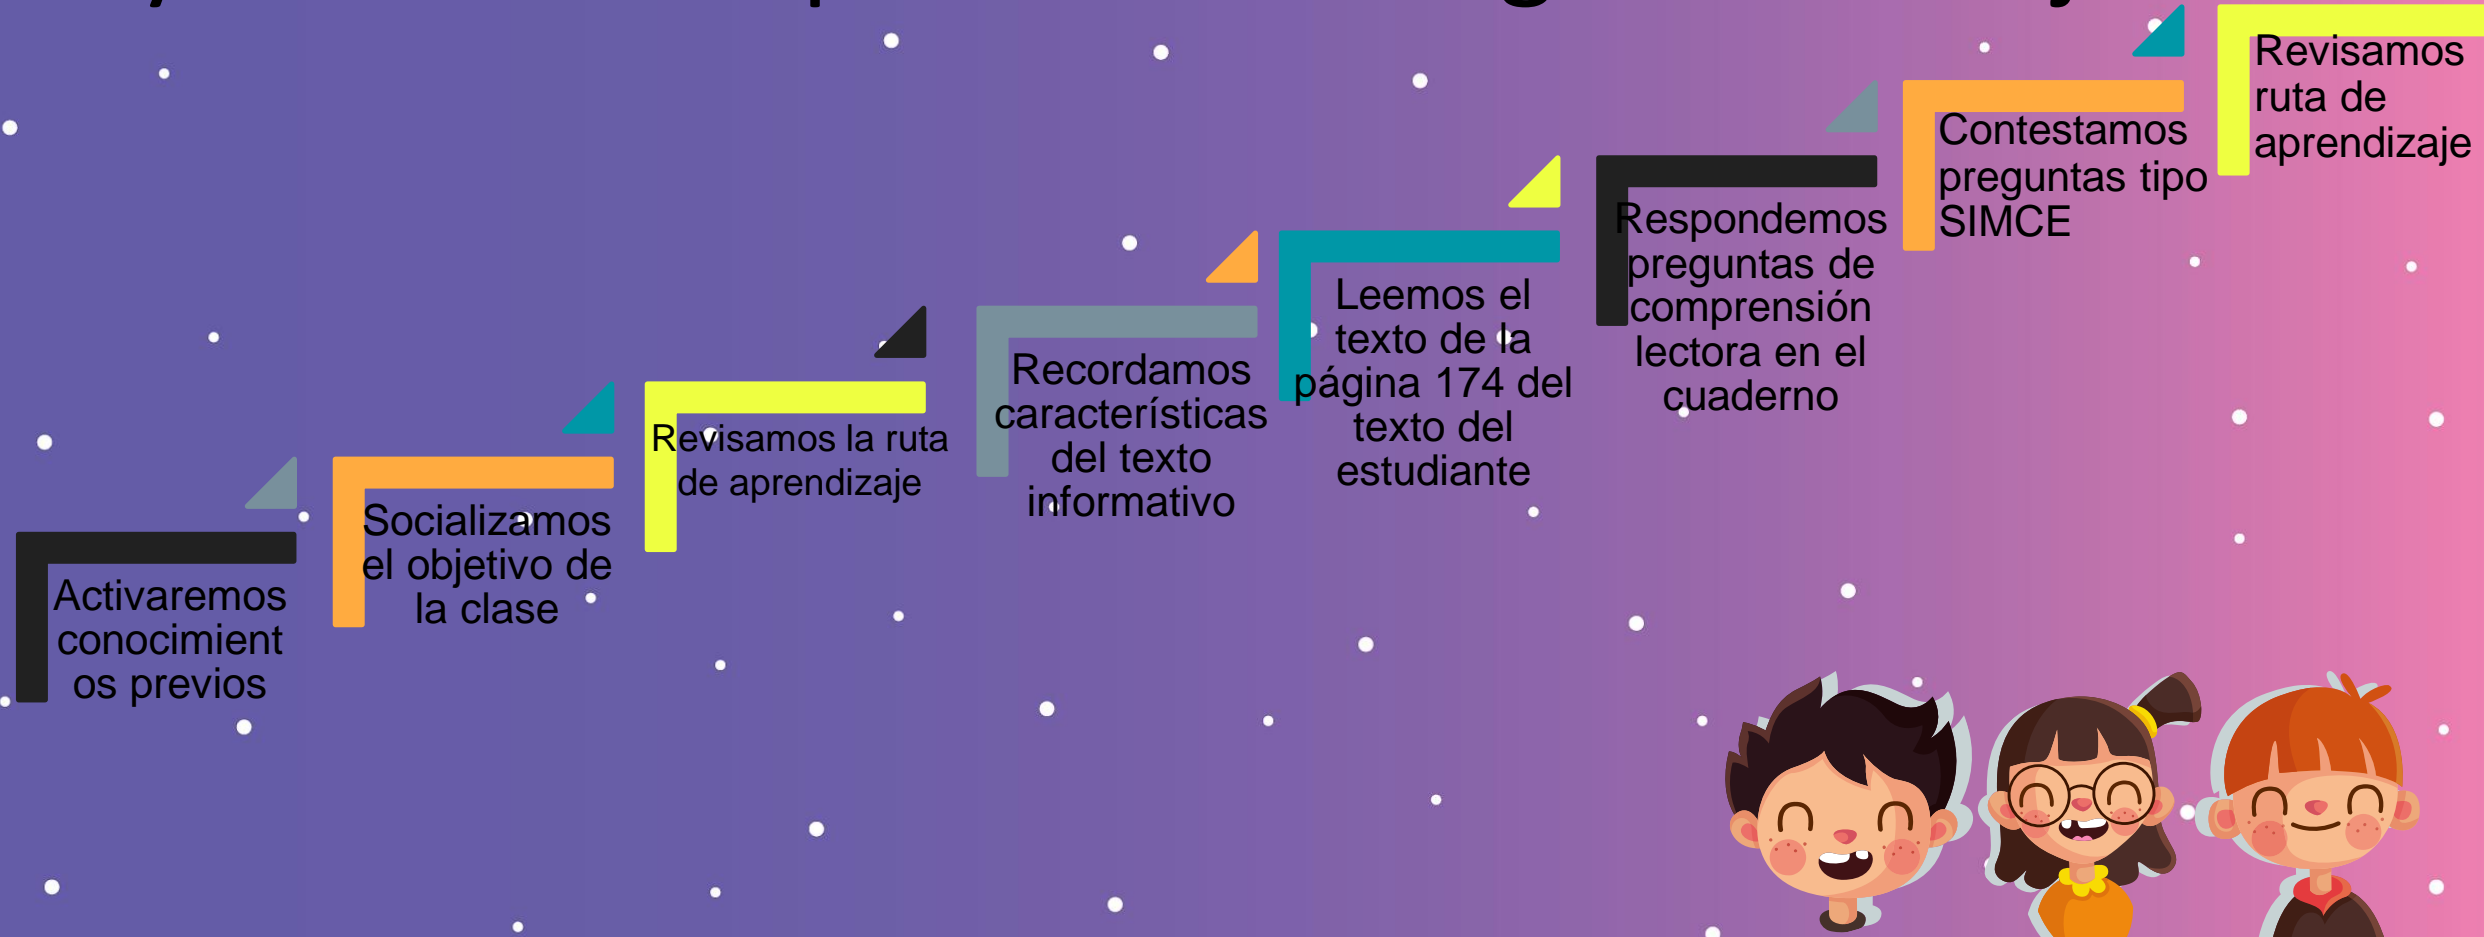 Activaremos
conocimient
os previos
Socializamos
el objetivo de
la clase
Revisamos la ruta
de aprendizaje
Recordamos
características
del texto
informativo
Leemos el
texto de la
página 174 del
texto del
estudiante
Respondemos
preguntas de
comprensión
lectora en el
cuaderno
Contestamos
preguntas tipo
SIMCE
Revisamos
ruta de
aprendizaje